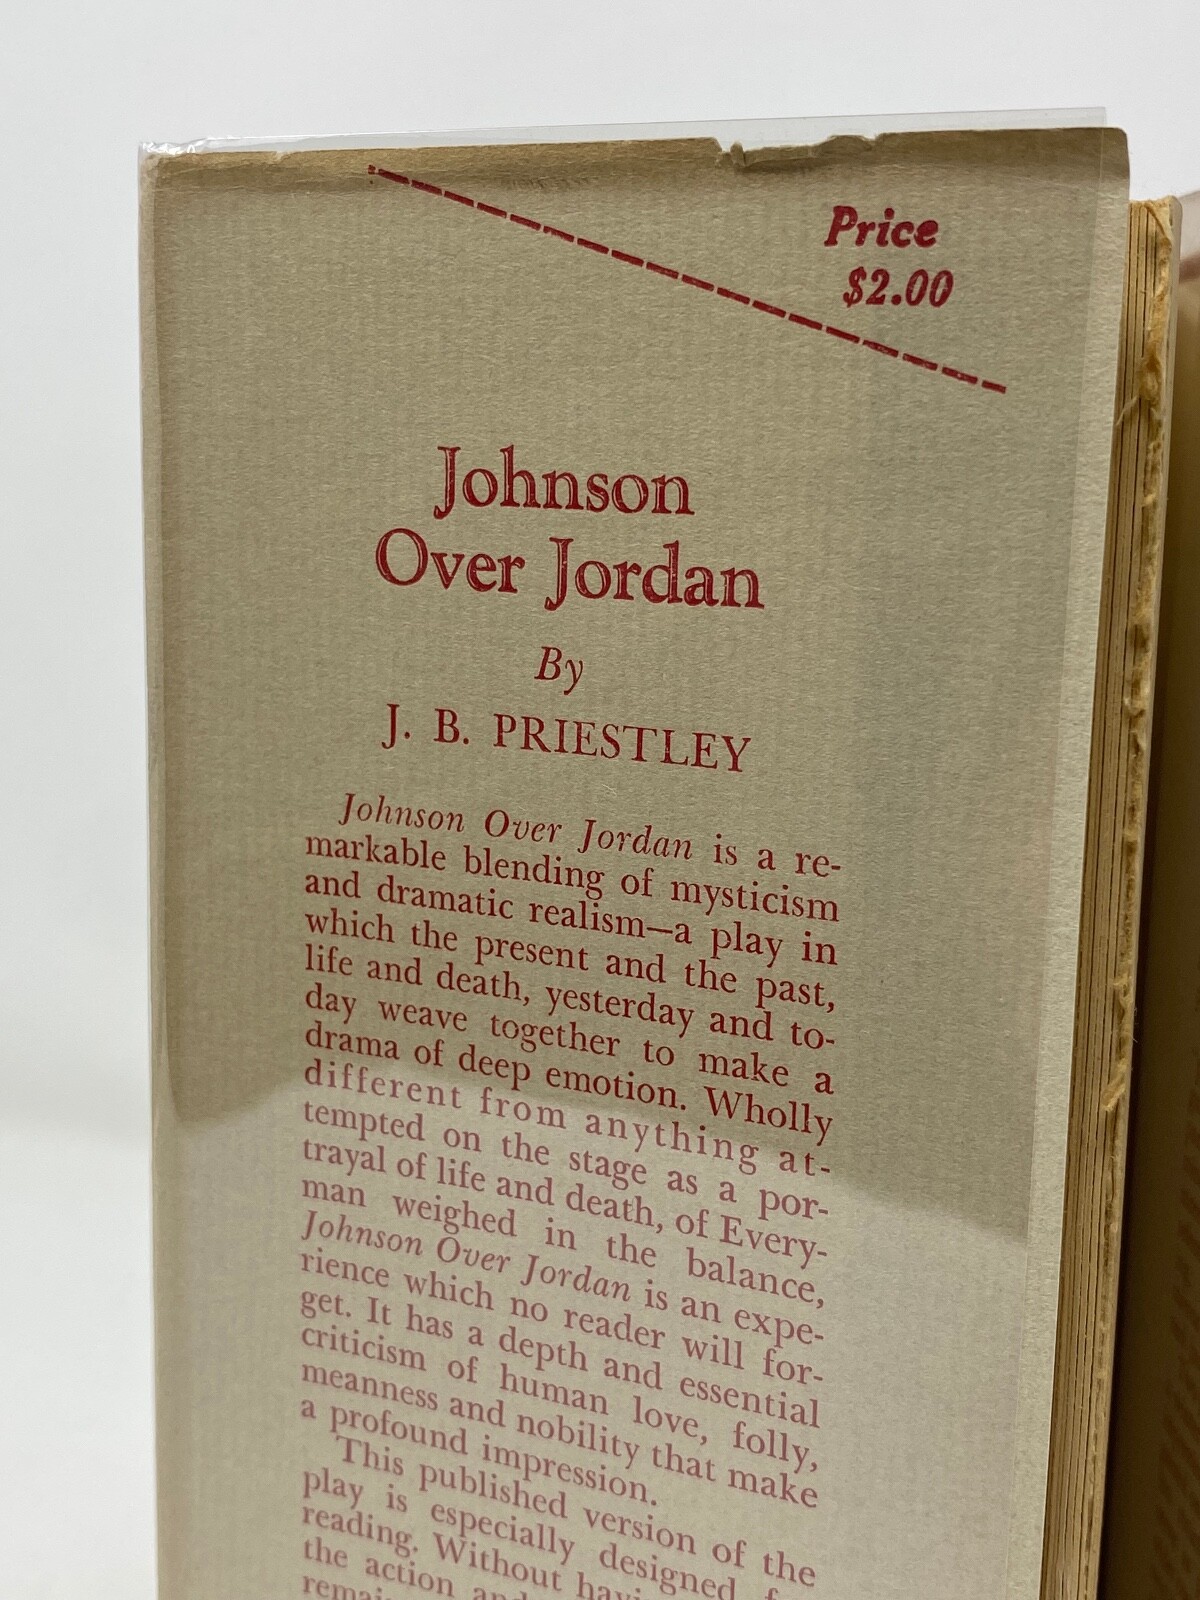 Price
$2.00
Johnson
Over Jordan
By
J. B. PRIESTLEY
Johnson Over Jordan is a re-
markable blending of mysticism
and dramatic realism—a play in
which the present and the past,
life and death, yesterday and to-
day weave together to make a
drama of deep emotion. Wholly
different from anything at-
tempted on the stage as a por-
trayal of life and death, of Every-
man weighed in the balance,
Johnson Over Jordan is an expe-
rience which no reader will for-
get. It has a depth and essential
criticism of human love, folly,
meanness and nobility that make
a profound impression.
This published version of the
play is especially designed
reading. Without
the action